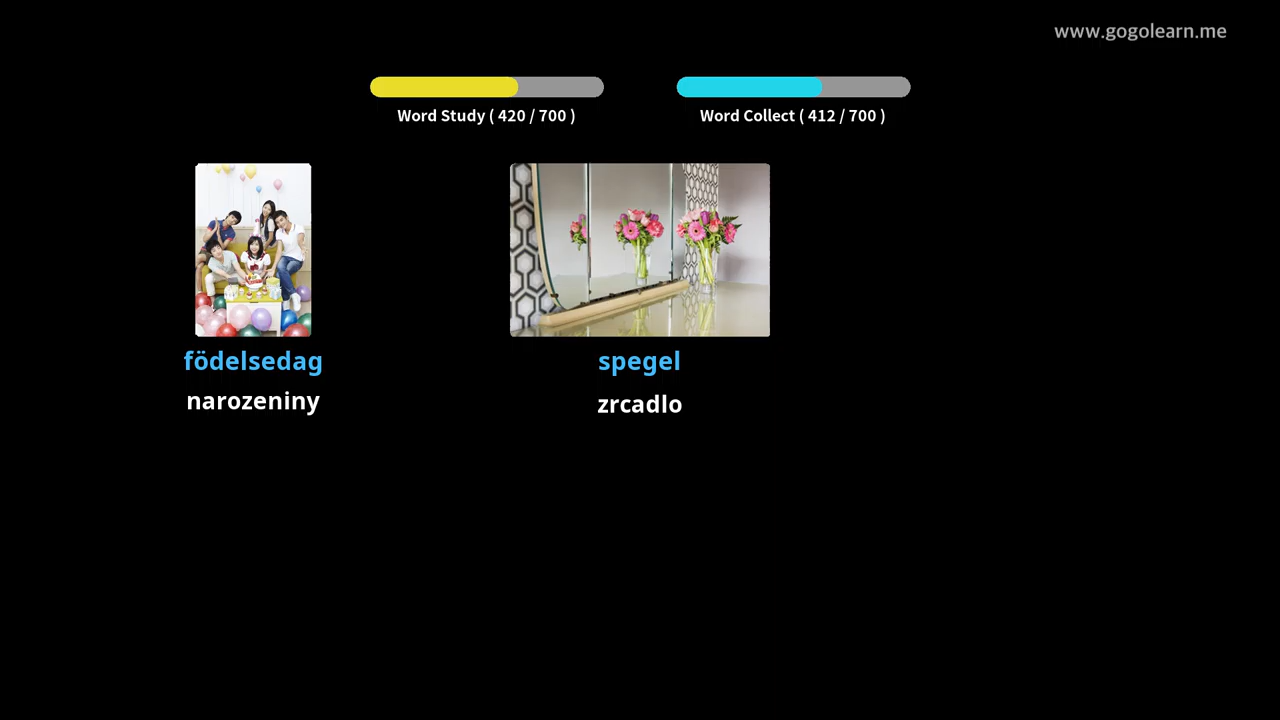 www.gogolearn.me
Word Study ( 420 / 700 )
Word Collect ( 412 / 700 )
födelsedag
spegel
narozeniny
zrcadlo